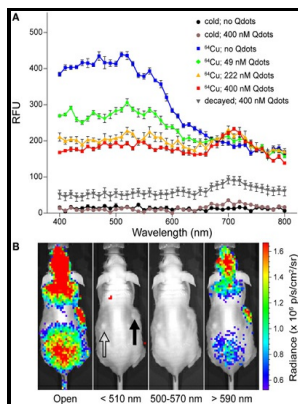 A
cold; no Qdots
cold; 400 nM Qdots
⁶⁴Cu; no Qdots
⁶⁴Cu; 49 nM Qdots
⁶⁴Cu; 222 nM Qdots
⁶⁴Cu; 400 nM Qdots
decayed; 400 nM Qdots
500
400
300
200
100
0
RFU
400 500 600 700 800
Wavelength (nm)
B
Open < 510 nm 500-570 nm > 590 nm
1.6
1.4
1.2
1.0
0.8
0.6
Radiance (× 10⁶ p/s/cm²/sr)